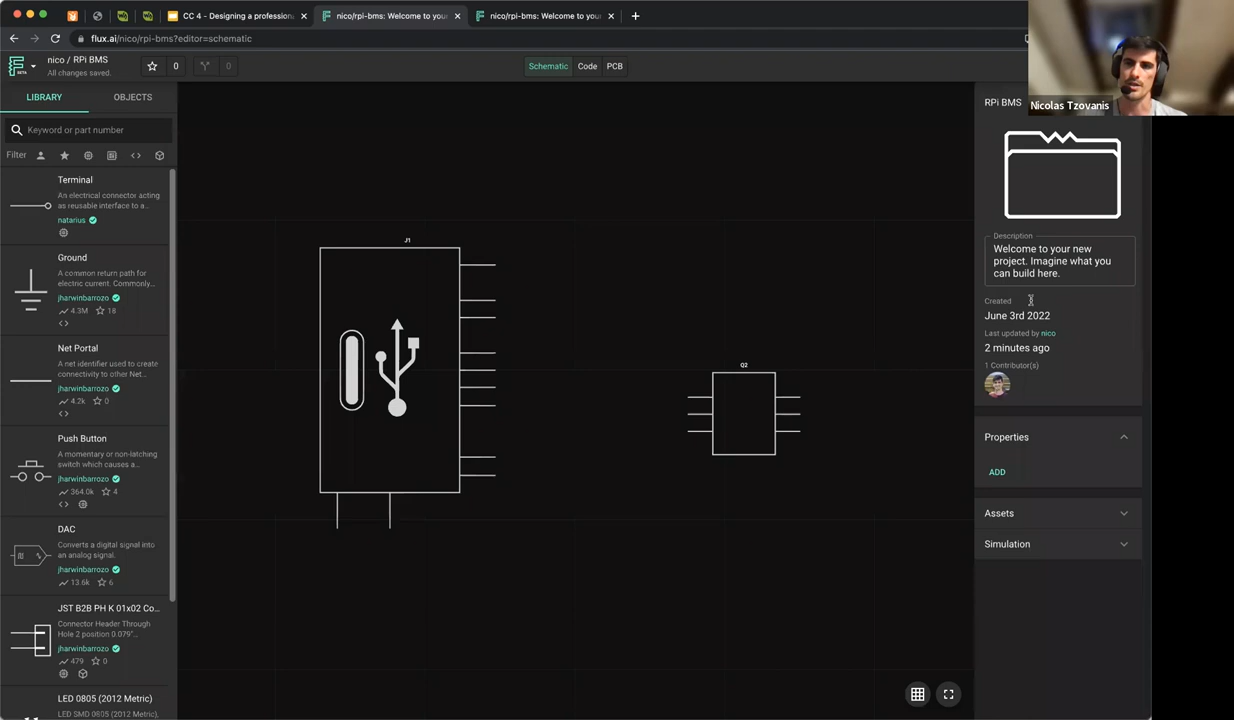 CC 4 - Designing a profession
nico/rpi-bms: Welcome to your
nico/rpi-bms: Welcome to your
flux.ai/nico/rpi-bms?editor=schematic
nico / RPi BMS
BETA
All changes saved.
0
0
Schematic
Code
PCB
Nicolas Tzovanis
LIBRARY
OBJECTS
Keyword or part number
Filter
Terminal
An electrical connector acting
as reusable interface to a...
natarius
Ground
A common return path for
electric current. Commonly...
jharwinbarrozo
4.3M
18
Net Portal
A net identifier used to create
connectivity to other Net...
jharwinbarrozo
4.2k
0
Push Button
A momentary or non-latching
switch which causes a...
jharwinbarrozo
364.0k
4
DAC
Converts a digital signal into
an analog signal.
jharwinbarrozo
13.6k
6
JST B2B PH K 01x02 Co...
Connector Header Through
Hole 2 position 0.079"...
jharwinbarrozo
479
0
LED 0805 (2012 Metric)
LED SMD 0805 (2012 Metric),
J1
Q2
RPi BMS
Description
Welcome to your new
project. Imagine what you
can build here.
Created
June 3rd 2022
Last updated by nico
2 minutes ago
1 Contributor(s)
Properties
ADD
Assets
Simulation